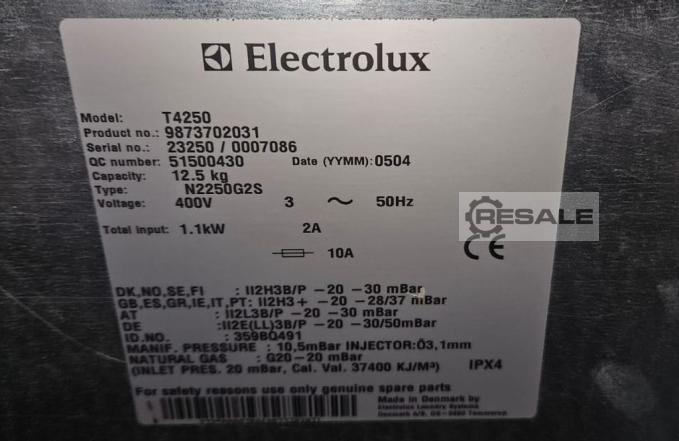 Electrolux
Model: T4250
Product no.: 9873702031
Serial no.: 23250 / 0007086
QC number: 51500430 Date (YYMM):0504
Capacity: 12.5 kg
Type: N2250G2S
Voltage: 400V 3 ~ 50Hz
RESALE
Total input: 1.1kW 2A
CE
10A
DK,NO,SE,FI : II2H3B/P -20 -30 mBar
GB,ES,GR,IE,IT,PT: II2H3+ -20 -28/37 mBar
AT : II2L3B/P -20 -30 mBar
DE :II2E(LL)3B/P -20 -30/50mBar
ID.NO. : 359BQ491
MANIF. PRESSURE : 10,5mBar INJECTOR:Ö3,1mm
NATURAL GAS : G20-20 mBar
(INLET PRES. 20 mBar, Cal. Val. 37400 KJ/M³) IPX4
For safety reasons use only genuine spare parts
Made in Denmark by
Electrolux Laundry Systems
Denmark A/S,